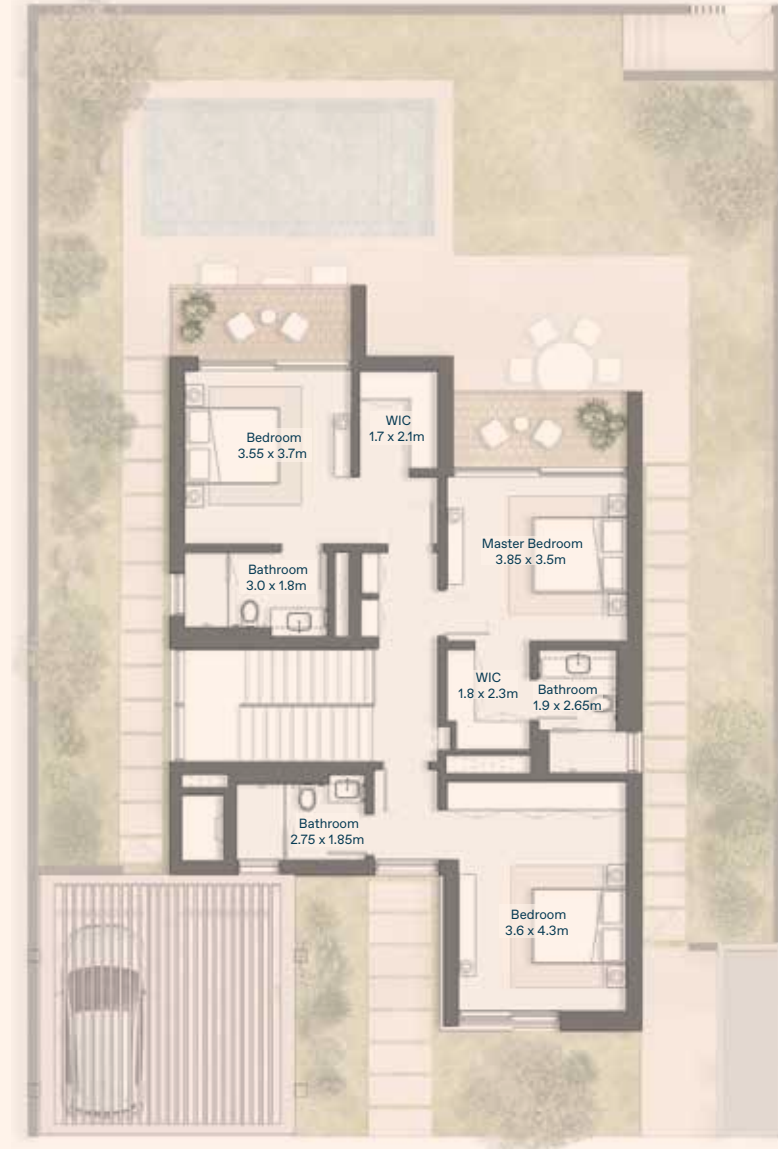 WIC
1.7 x 2.1m
Bedroom
3.55 x 3.7m
Master Bedroom
3.85 x 3.5m
Bathroom
3.0 x 1.8m
WIC
1.8 x 2.3m
Bathroom
1.9 x 2.65m
Bathroom
2.75 x 1.85m
Bedroom
3.6 x 4.3m